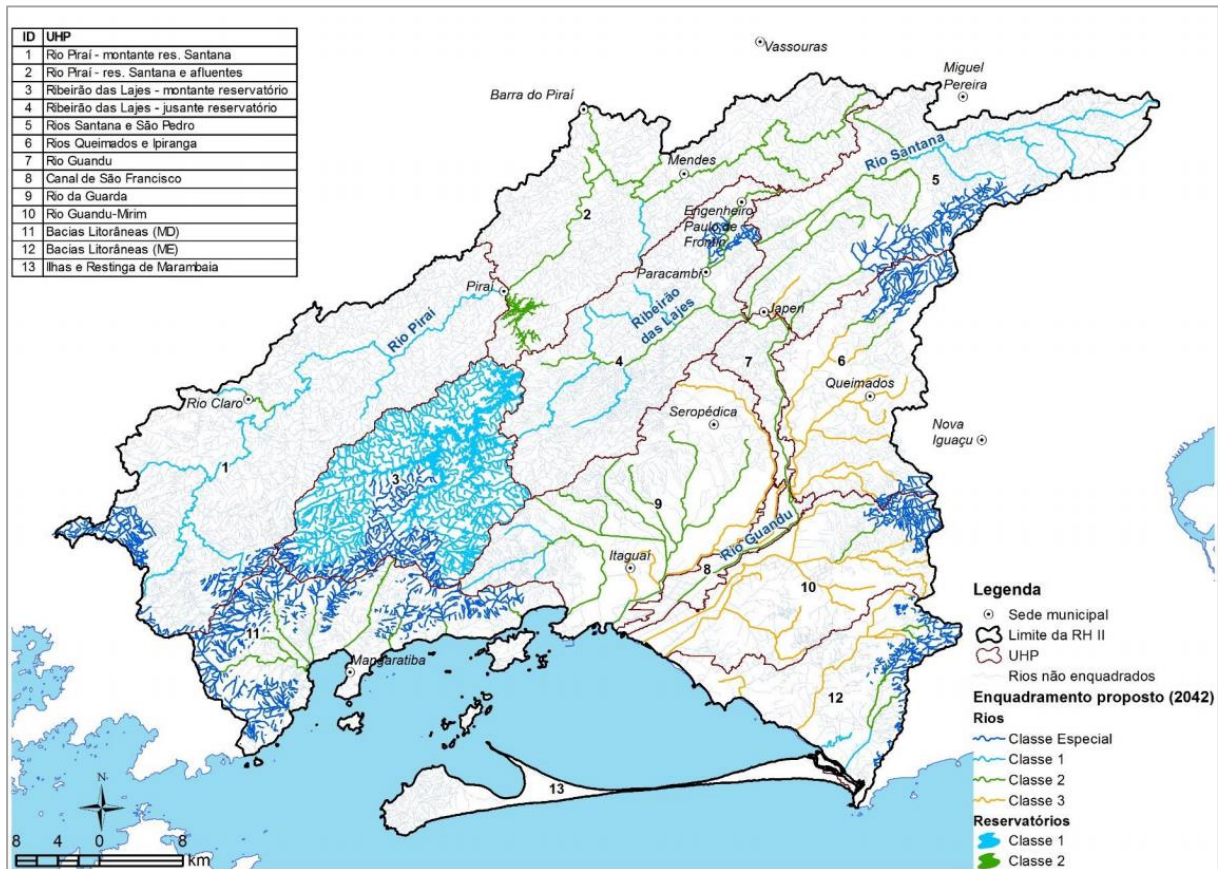 ID UHP
1 Rio Piraí - montante res. Santana
2 Rio Piraí - res. Santana e afluentes
3 Ribeirão das Lajes - montante reservatório
4 Ribeirão das Lajes - jusante reservatório
5 Rios Santana e São Pedro
6 Rios Queimados e Ipiranga
7 Rio Guandu
8 Canal de São Francisco
9 Rio da Guarda
10 Rio Guandu-Mirim
11 Bacias Litorâneas (MD)
12 Bacias Litorâneas (ME)
13 Ilhas e Restinga de Marambaia
Vassouras
Miguel
Pereira
Barra do Piraí
Mendes
Rio Santana
5
2
Engenheiro
Paulo de
Frontin
Paracambi
Piraí
Japeri
Rio Piraí
Ribeirão
das Lajes
4
7
6
Queimados
Rio Claro
Seropédica
Nova
Iguaçu
1
3
9
Itaguaí
Rio Guandu
8
10
11
Mangaratiba
12
13
Legenda
Sede municipal
Limite da RH II
UHP
Rios não enquadrados
Enquadramento proposto (2042)
Rios
Classe Especial
Classe 1
Classe 2
Classe 3
Reservatórios
Classe 1
Classe 2
N
8 4 0 8
km